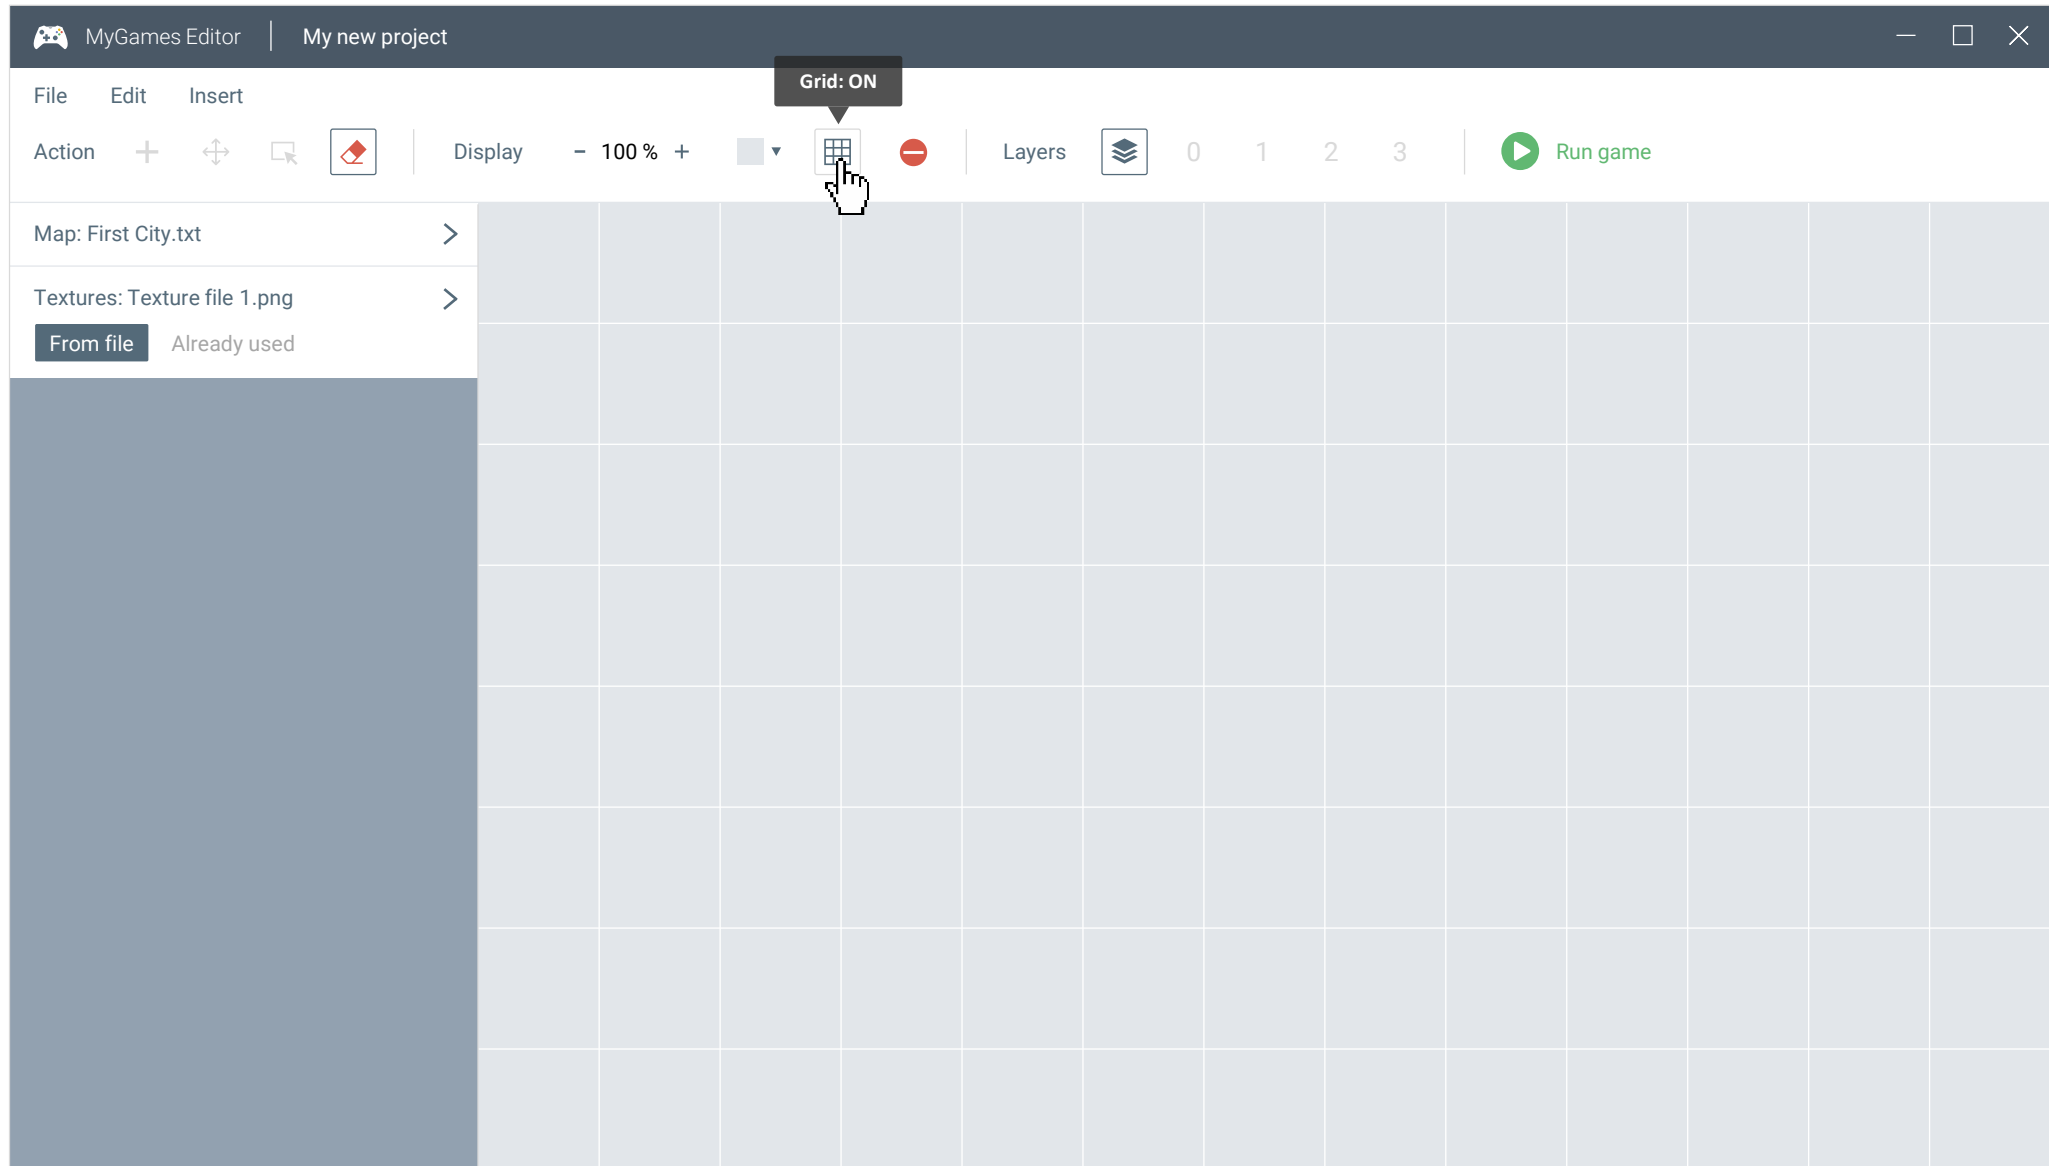 MyGames Editor | My new project
Grid: ON
File Edit Insert
Action Display - 100 % + Layers 0 1 2 3 Run game
Map: First City.txt
Textures: Texture file 1.png
From file Already used